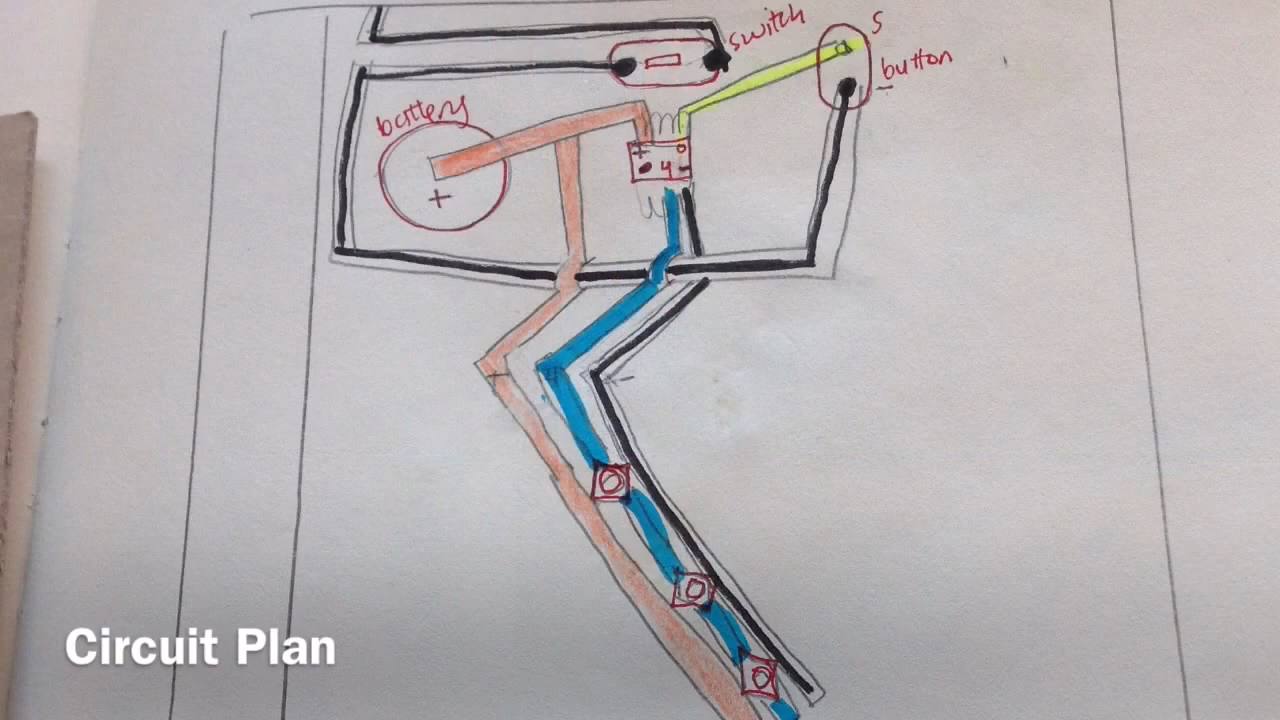 switch
S
button
battery
+
+
4 -
Circuit Plan